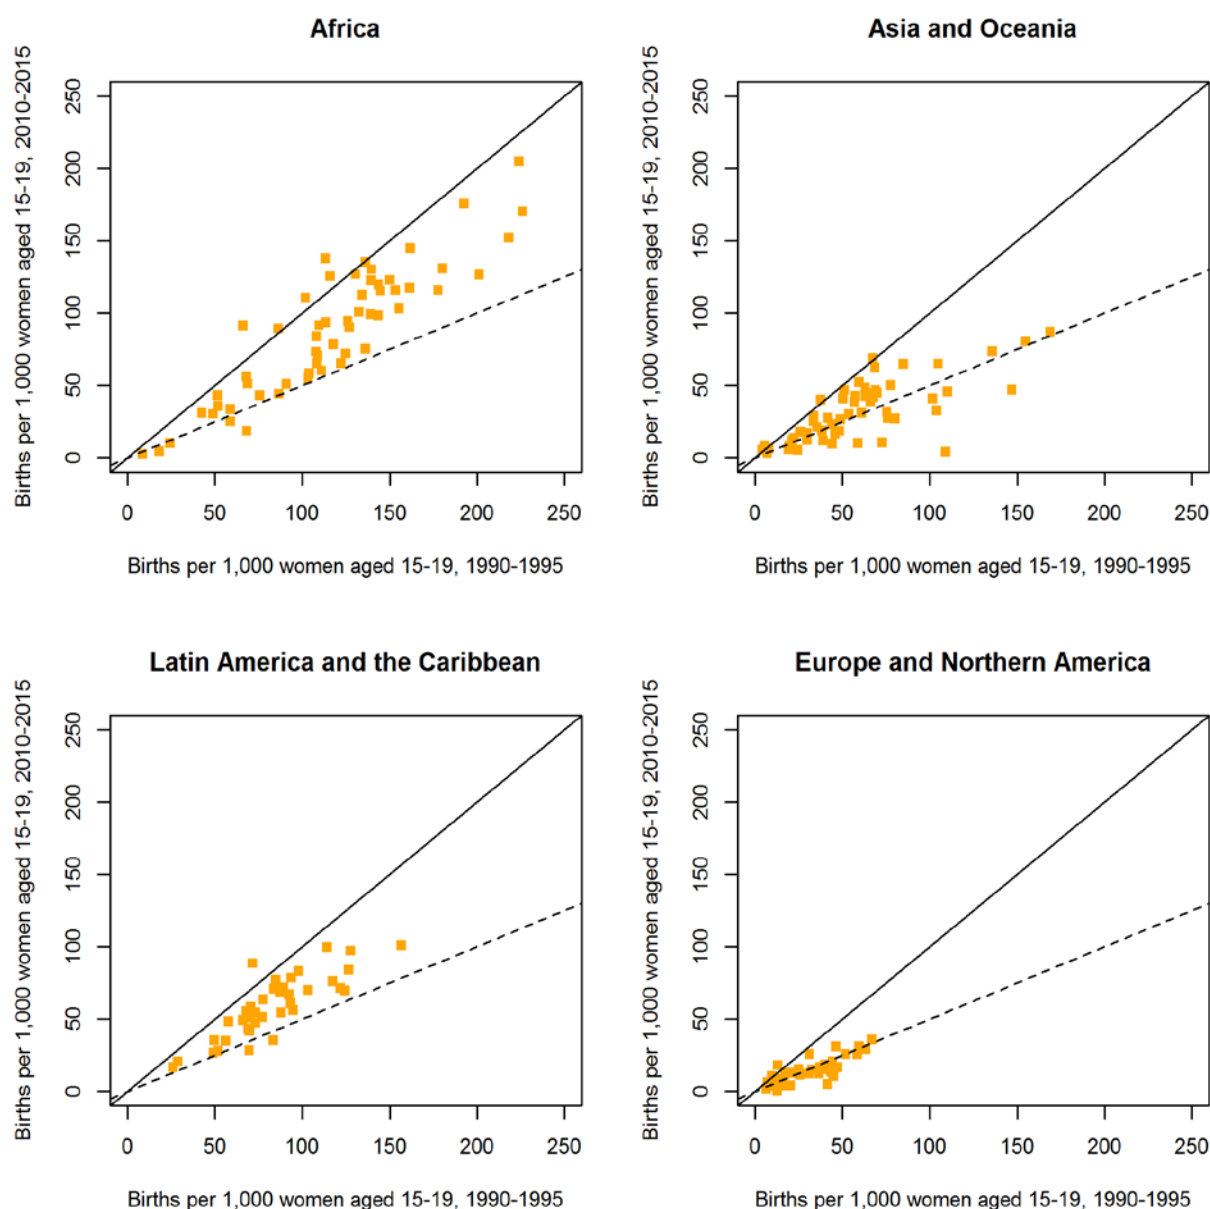 Africa
Births per 1,000 women aged 15-19, 2010-2015
250
200
150
100
50
0
0 50 100 150 200 250
Births per 1,000 women aged 15-19, 1990-1995
Asia and Oceania
Births per 1,000 women aged 15-19, 2010-2015
250
200
150
100
50
0
0 50 100 150 200 250
Births per 1,000 women aged 15-19, 1990-1995
Latin America and the Caribbean
Births per 1,000 women aged 15-19, 2010-2015
250
200
150
100
50
0
0 50 100 150 200 250
Births per 1,000 women aged 15-19, 1990-1995
Europe and Northern America
Births per 1,000 women aged 15-19, 2010-2015
250
200
150
100
50
0
0 50 100 150 200 250
Births per 1,000 women aged 15-19, 1990-1995